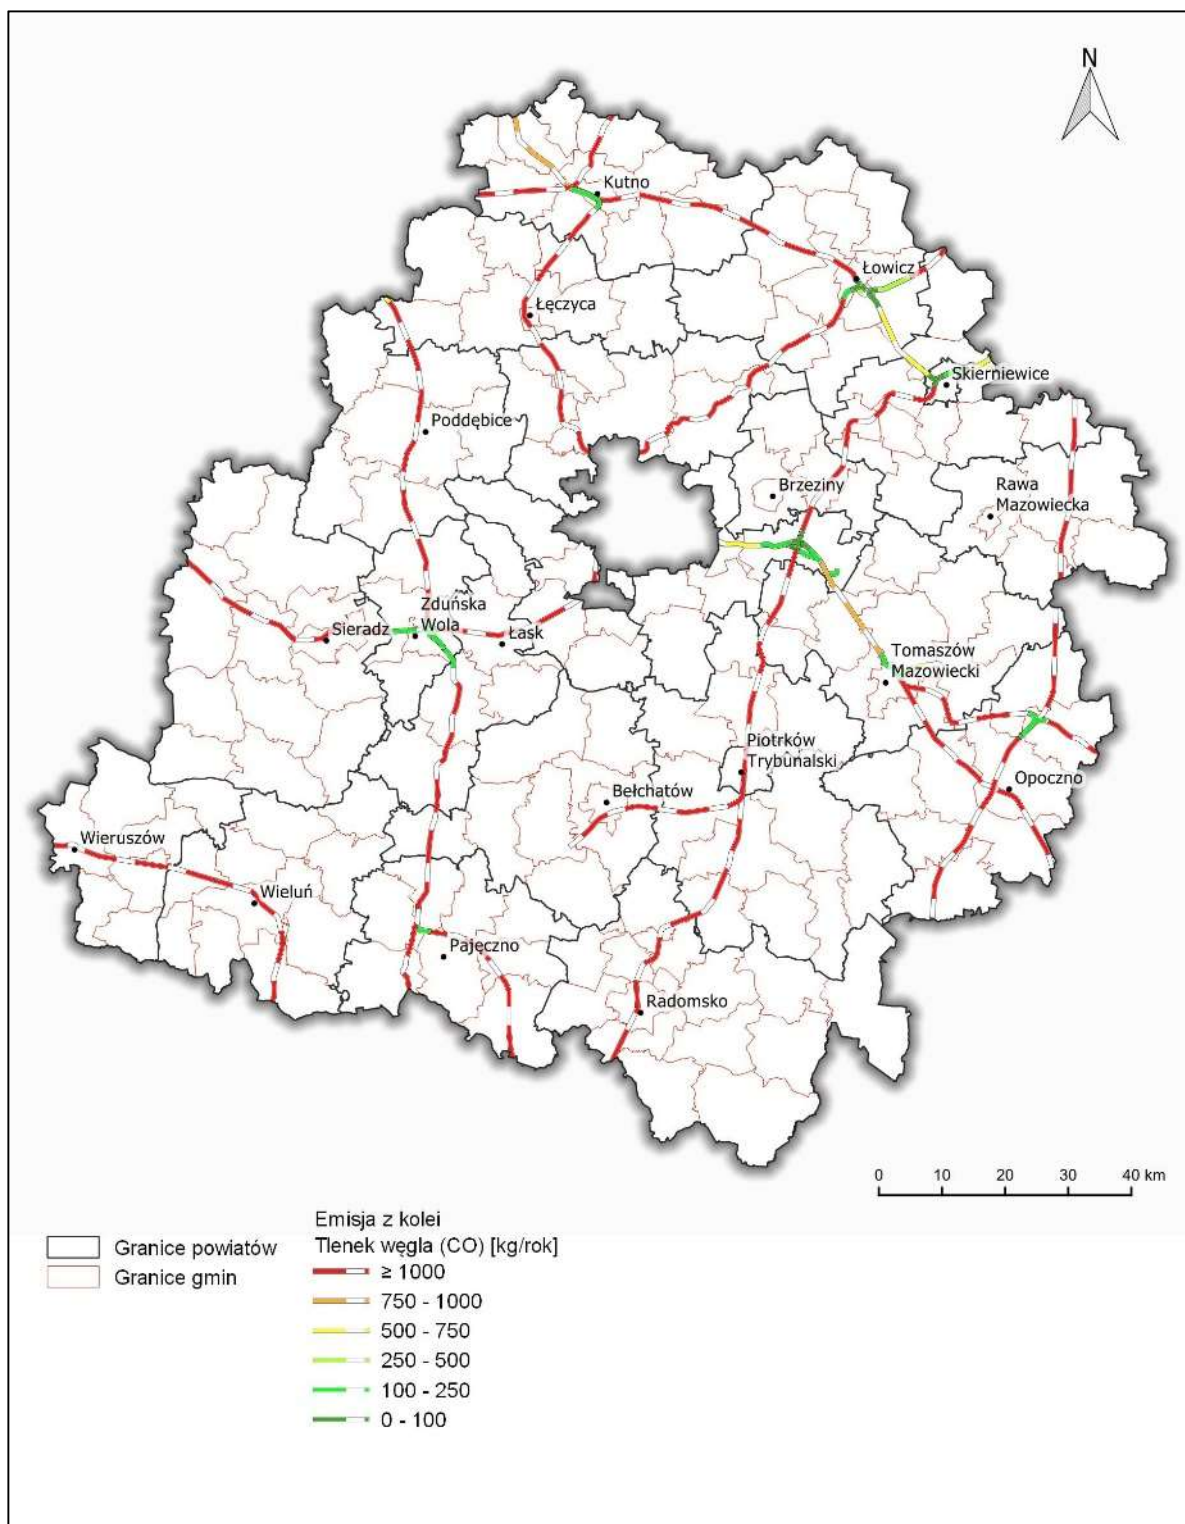 N
Kutno
Łowicz
Łęczyca
Skierniewice
Poddębice
Brzeziny
Rawa
Mazowiecka
Zduńska
Wola
Sieradz
Łask
Tomaszów
Mazowiecki
Piotrków
Trybunalski
Opoczno
Bełchatów
Wieruszów
Wieluń
Pajęczno
Radomsko
0 10 20 30 40 km
Emisja z kolei
Tlenek węgla (CO) [kg/rok]
Granice powiatów
Granice gmin
≥ 1000
750 - 1000
500 - 750
250 - 500
100 - 250
0 - 100